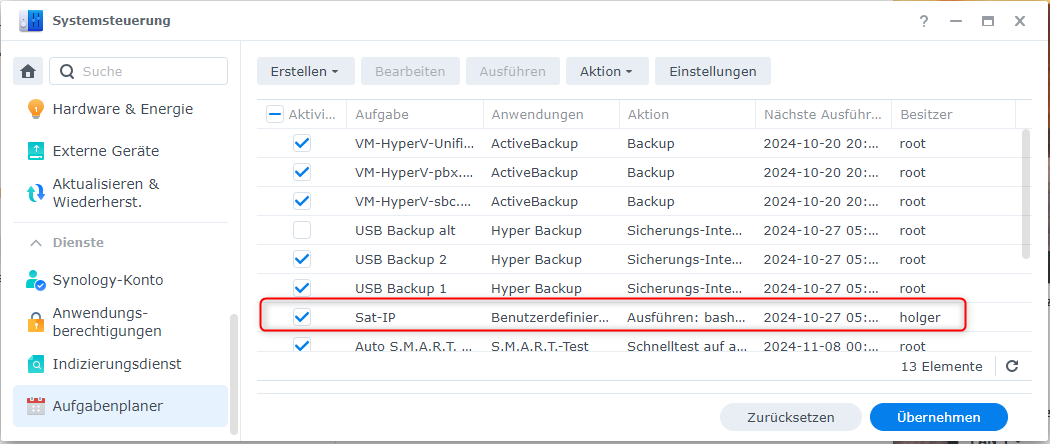 Systemsteuerung
?
Suche
Hardware & Energie
Externe Geräte
Aktualisieren &
Wiederherst.
Dienste
Synology-Konto
Anwendungs-
berechtigungen
Indizierungsdienst
Aufgabenplaner
Erstellen Bearbeiten Ausführen Aktion Einstellungen
Aktivi... Aufgabe Anwendungen Aktion Nächste Ausführ... Besitzer
VM-HyperV-Unifi... ActiveBackup Backup 2024-10-20 20:... root
VM-HyperV-pbx.... ActiveBackup Backup 2024-10-20 20:... root
VM-HyperV-sbc.... ActiveBackup Backup 2024-10-20 20:... root
USB Backup alt Hyper Backup Sicherungs-Inte... 2024-10-27 05:... root
USB Backup 2 Hyper Backup Sicherungs-Inte... 2024-10-27 05:... root
USB Backup 1 Hyper Backup Sicherungs-Inte... 2024-10-27 05:... root
Sat-IP Benutzerdefinier... Ausführen: bash... 2024-10-27 05:... holger
Auto S.M.A.R.T. ... S.M.A.R.T.-Test Schnelltest auf a... 2024-11-08 00:... root
13 Elemente
Zurücksetzen Übernehmen